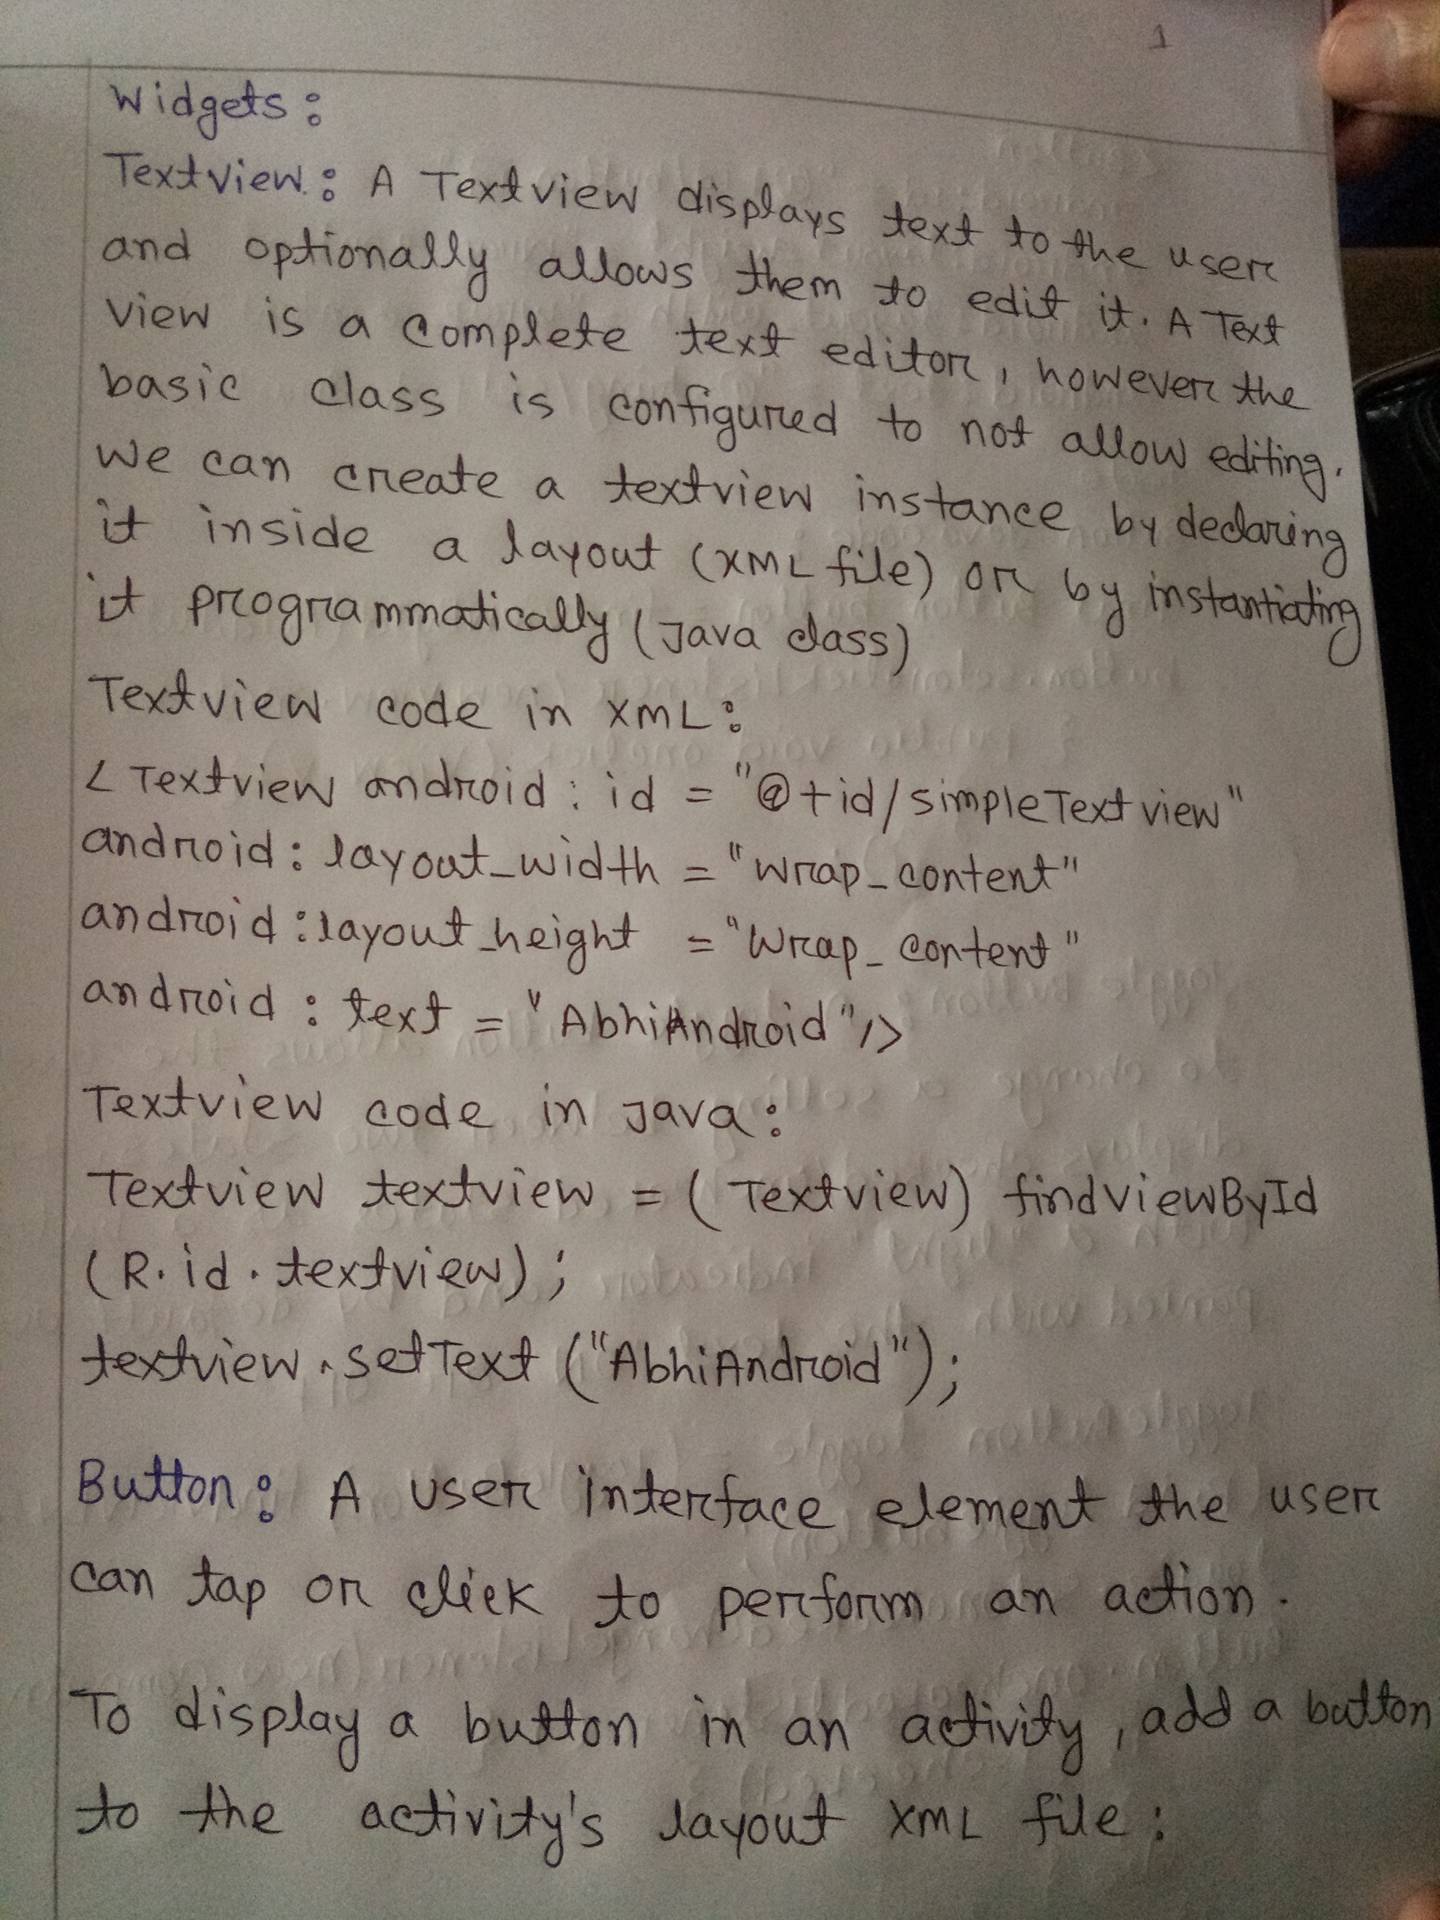 1
Widgets:
Textview: A Textview displays text to the user
and optionally allows them to edit it. A Text
view is a complete text editor, however the
basic class is configured to not allow editing.
we can create a textview instance by declaring
it inside a layout (XML file) or by instantiating
it programmatically (Java class)
Textview code in XML:
< Textview android: id = "@+id/simpleTextview"
android: layout_width = "wrap_content"
android:layout_height = "wrap_content"
android: text = "AbhiAndroid"/>
Textview code in Java:
Textview textview = (Textview) findviewById
(R.id.textview);
textview.setText ("AbhiAndroid");
Button: A user interface element the user
can tap or click to perform an action.
To display a button in an activity, add a button
to the activity's layout XML file: